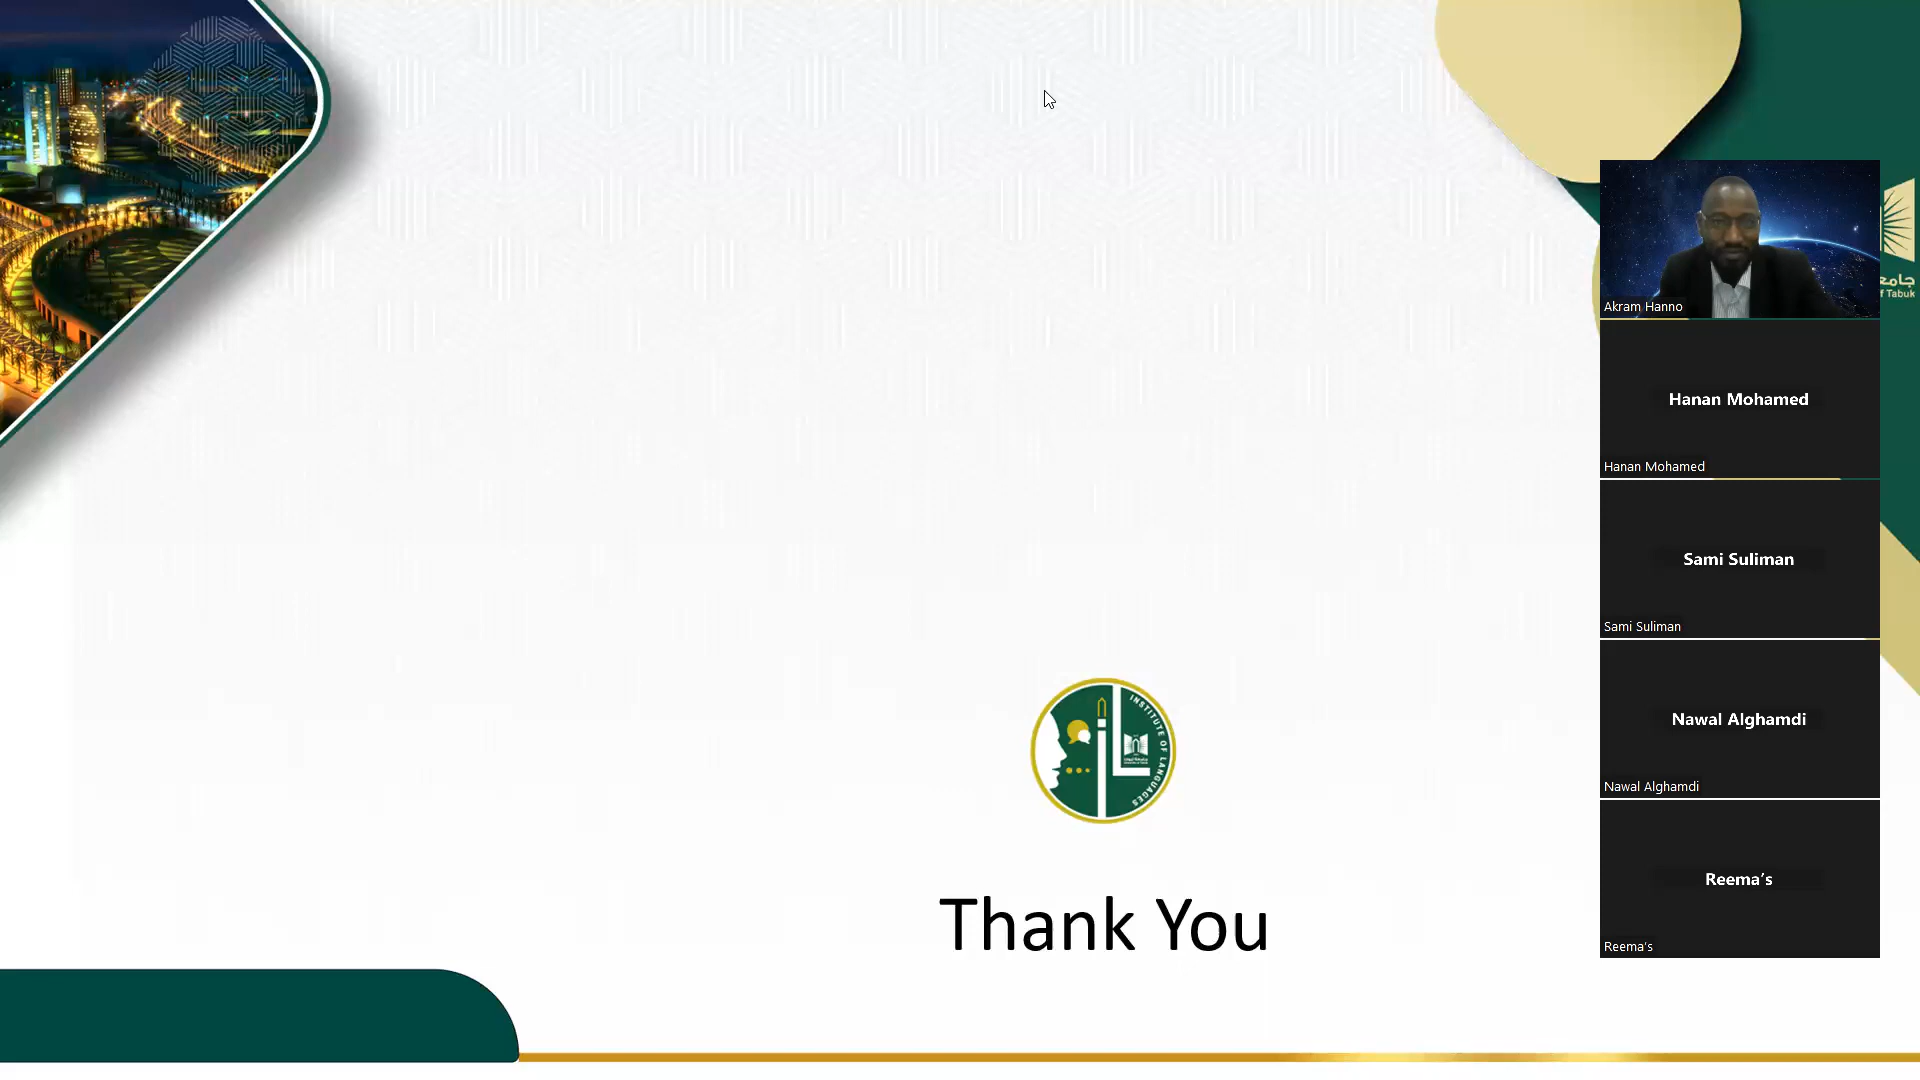 Akram Hanno
جامع
f Tabuk
Hanan Mohamed
Hanan Mohamed
Sami Suliman
Sami Suliman
Nawal Alghamdi
Nawal Alghamdi
Reema’s
Reema's
INSTITUTE OF LANGUAGES
Thank You